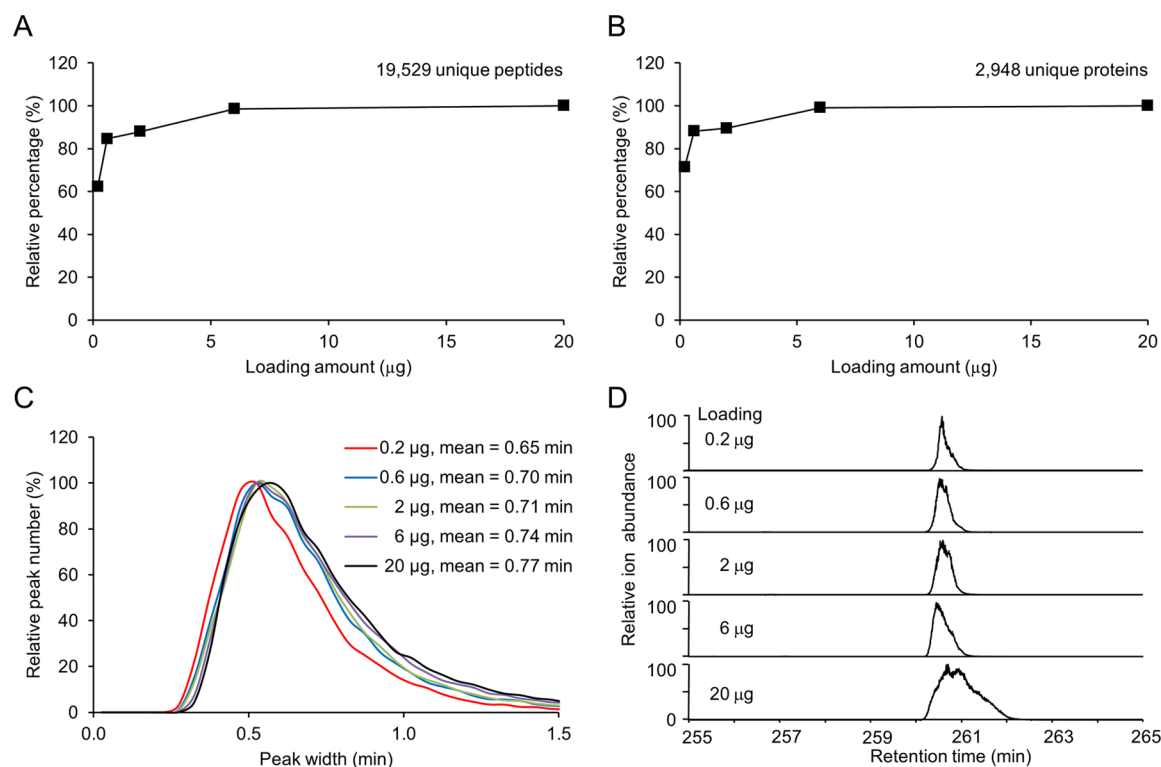 A
120
100
80
60
40
20
0
Relative percentage (%)
19,529 unique peptides
0 5 10 15 20
Loading amount (μg)
B
120
100
80
60
40
20
0
Relative percentage (%)
2,948 unique proteins
0 5 10 15 20
Loading amount (μg)
C
120
100
80
60
40
20
0
Relative peak number (%)
0.2 μg, mean = 0.65 min
0.6 μg, mean = 0.70 min
2 μg, mean = 0.71 min
6 μg, mean = 0.74 min
20 μg, mean = 0.77 min
0.0 0.5 1.0 1.5
Peak width (min)
D
Relative ion abundance
100
Loading
0.2 μg
100
0.6 μg
100
2 μg
100
6 μg
100
20 μg
0
255 257 259 261 263 265
Retention time (min)